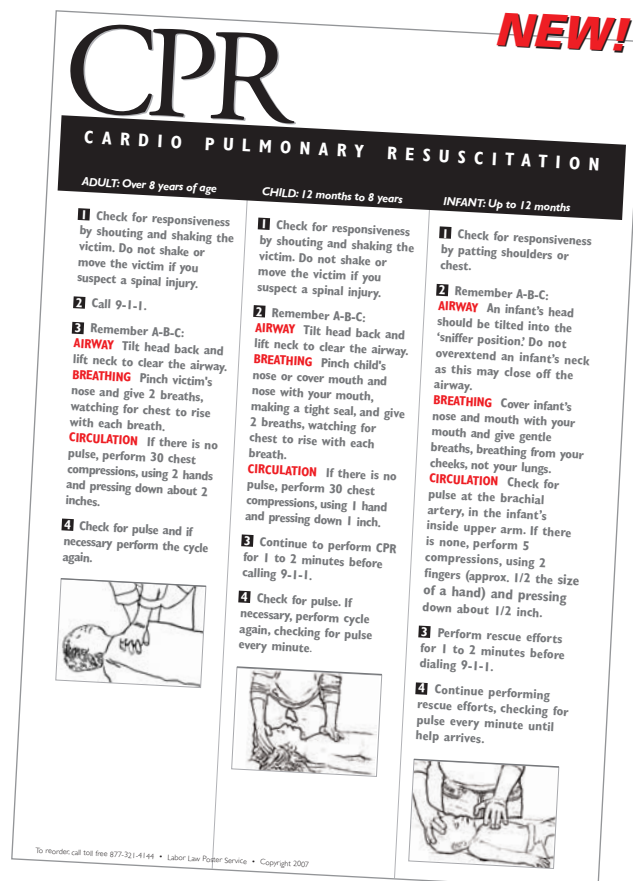 NEW!
CPR
CARDIO PULMONARY RESUSCITATION
ADULT: Over 8 years of age
1 Check for responsiveness
by shouting and shaking the
victim. Do not shake or
move the victim if you
suspect a spinal injury.
2 Call 9-1-1.
3 Remember A-B-C:
AIRWAY Tilt head back and
lift neck to clear the airway.
BREATHING Pinch victim's
nose and give 2 breaths,
watching for chest to rise
with each breath.
CIRCULATION If there is no
pulse, perform 30 chest
compressions, using 2 hands
and pressing down about 2
inches.
4 Check for pulse and if
necessary perform the cycle
again.
CHILD: 12 months to 8 years
1 Check for responsiveness
by shouting and shaking the
victim. Do not shake or
move the victim if you
suspect a spinal injury.
2 Remember A-B-C:
AIRWAY Tilt head back and
lift neck to clear the airway.
BREATHING Pinch child's
nose or cover mouth and
nose with your mouth,
making a tight seal, and give
2 breaths, watching for
chest to rise with each
breath.
CIRCULATION If there is no
pulse, perform 30 chest
compressions, using 1 hand
and pressing down 1 inch.
3 Continue to perform CPR
for 1 to 2 minutes before
calling 9-1-1.
4 Check for pulse. If
necessary, perform cycle
again, checking for pulse
every minute.
INFANT: Up to 12 months
1 Check for responsiveness
by patting shoulders or
chest.
2 Remember A-B-C:
AIRWAY An infant's head
should be tilted into the
'sniffer position.' Do not
overextend an infant's neck
as this may close off the
airway.
BREATHING Cover infant's
nose and mouth with your
mouth and give gentle
breaths, breathing from your
cheeks, not your lungs.
CIRCULATION Check for
pulse at the brachial
artery, in the infant's
inside upper arm. If there
is none, perform 5
compressions, using 2
fingers (approx. 1/2 the size
of a hand) and pressing
down about 1/2 inch.
3 Perform rescue efforts
for 1 to 2 minutes before
dialing 9-1-1.
4 Continue performing
rescue efforts, checking for
pulse every minute until
help arrives.
To reorder, call toll free 877-321-4144 • Labor Law Poster Service • Copyright 2007